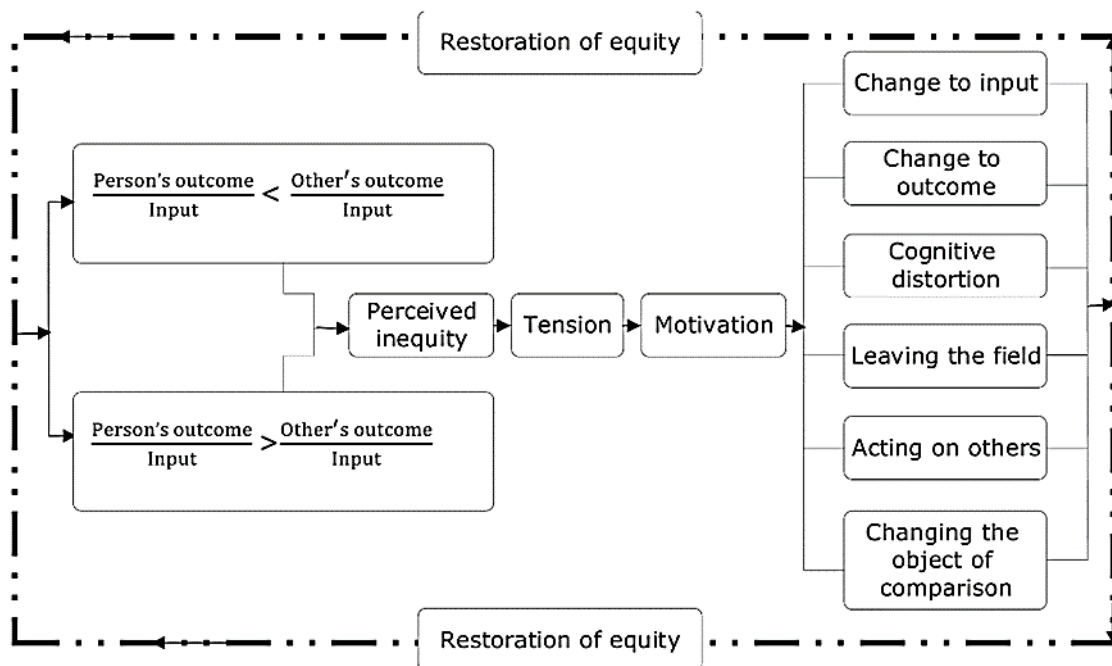 Restoration of equity
Change to input
Person's outcome < Other's outcome
Input Input
Change to
outcome
Cognitive
distortion
Perceived
inequity
Tension
Motivation
Leaving the field
Person's outcome > Other's outcome
Input Input
Acting on others
Changing the
object of
comparison
Restoration of equity